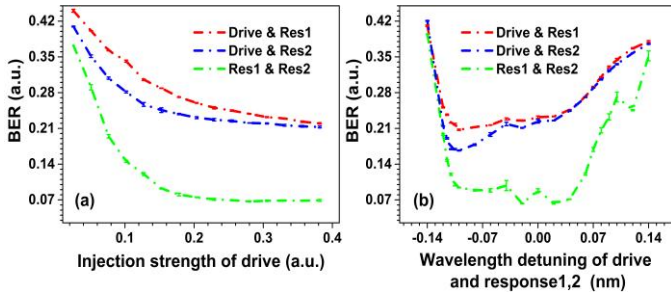 BER (a.u.)
0.42
0.35
0.28
0.21
0.14
0.07
Drive & Res1
Drive & Res2
Res1 & Res2
(a)
0.1 0.2 0.3 0.4
Injection strength of drive (a.u.)
BER (a.u.)
0.42
0.35
0.28
0.21
0.14
0.07
Drive & Res1
Drive & Res2
Res1 & Res2
(b)
-0.14 -0.07 0.00 0.07 0.14
Wavelength detuning of drive
and response1,2 (nm)